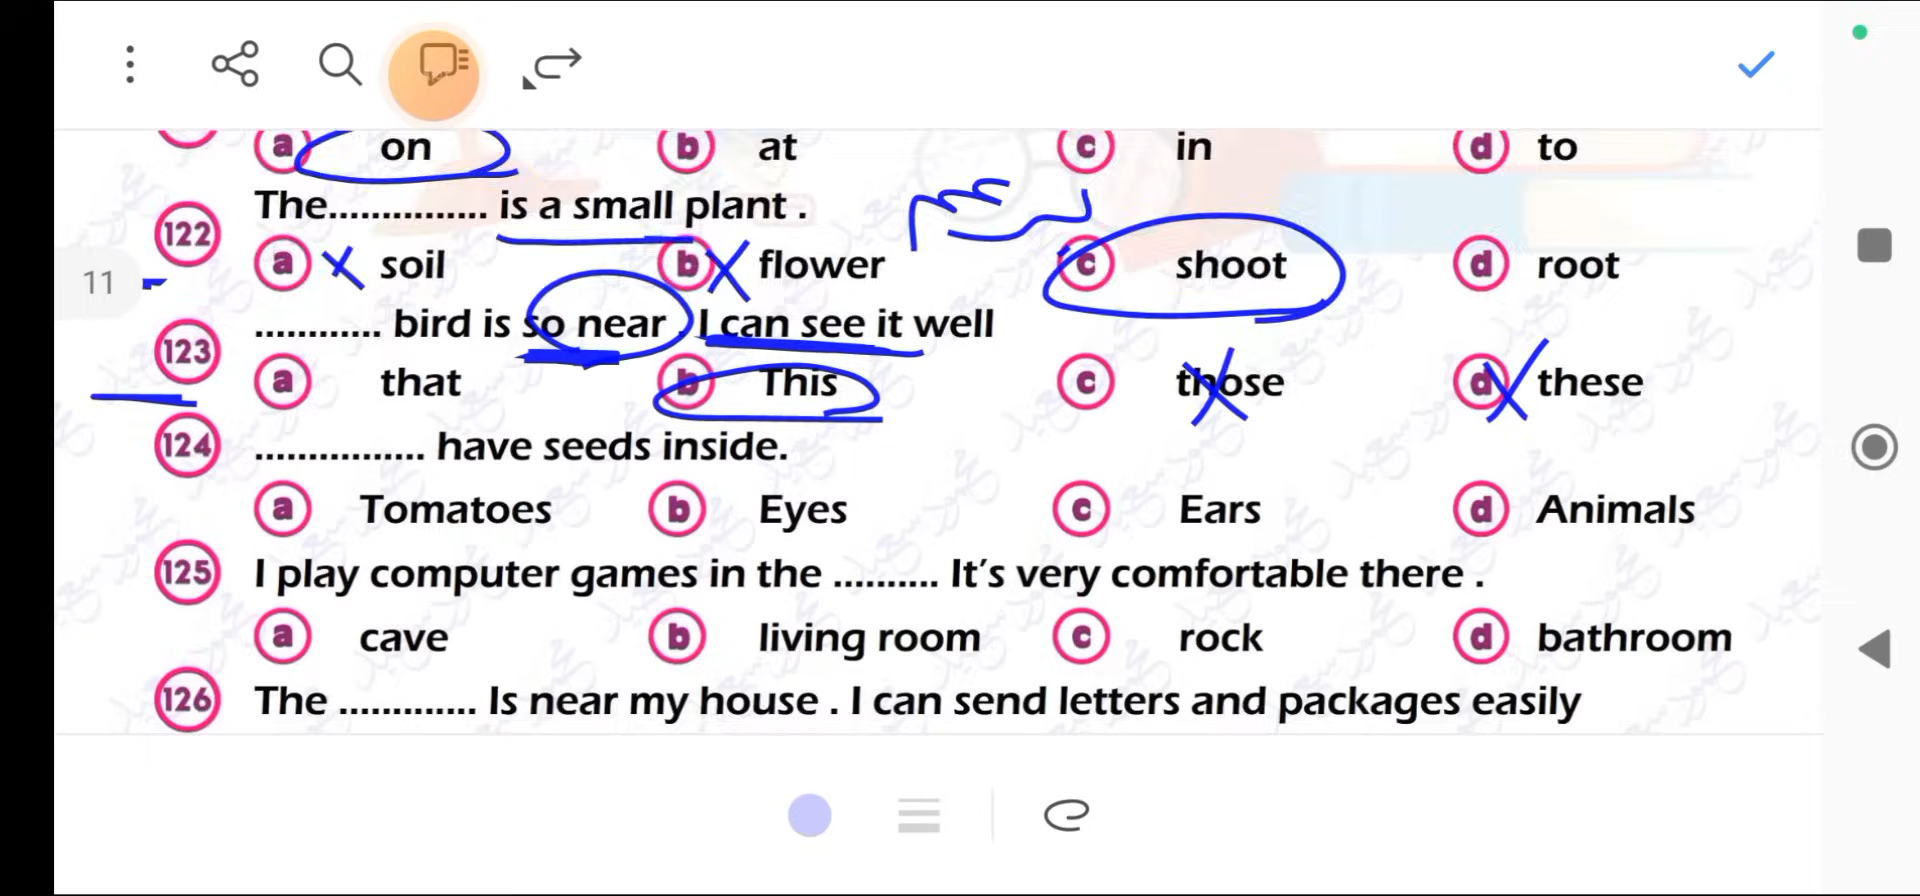 a on b at c in d to
122 The............... is a small plant .
a soil b flower c shoot d root
11
123 ............ bird is so near . I can see it well
a that b This c those d these
124 ................ have seeds inside.
a Tomatoes b Eyes c Ears d Animals
125 I play computer games in the .......... It's very comfortable there .
a cave b living room c rock d bathroom
126 The ............. Is near my house . I can send letters and packages easily